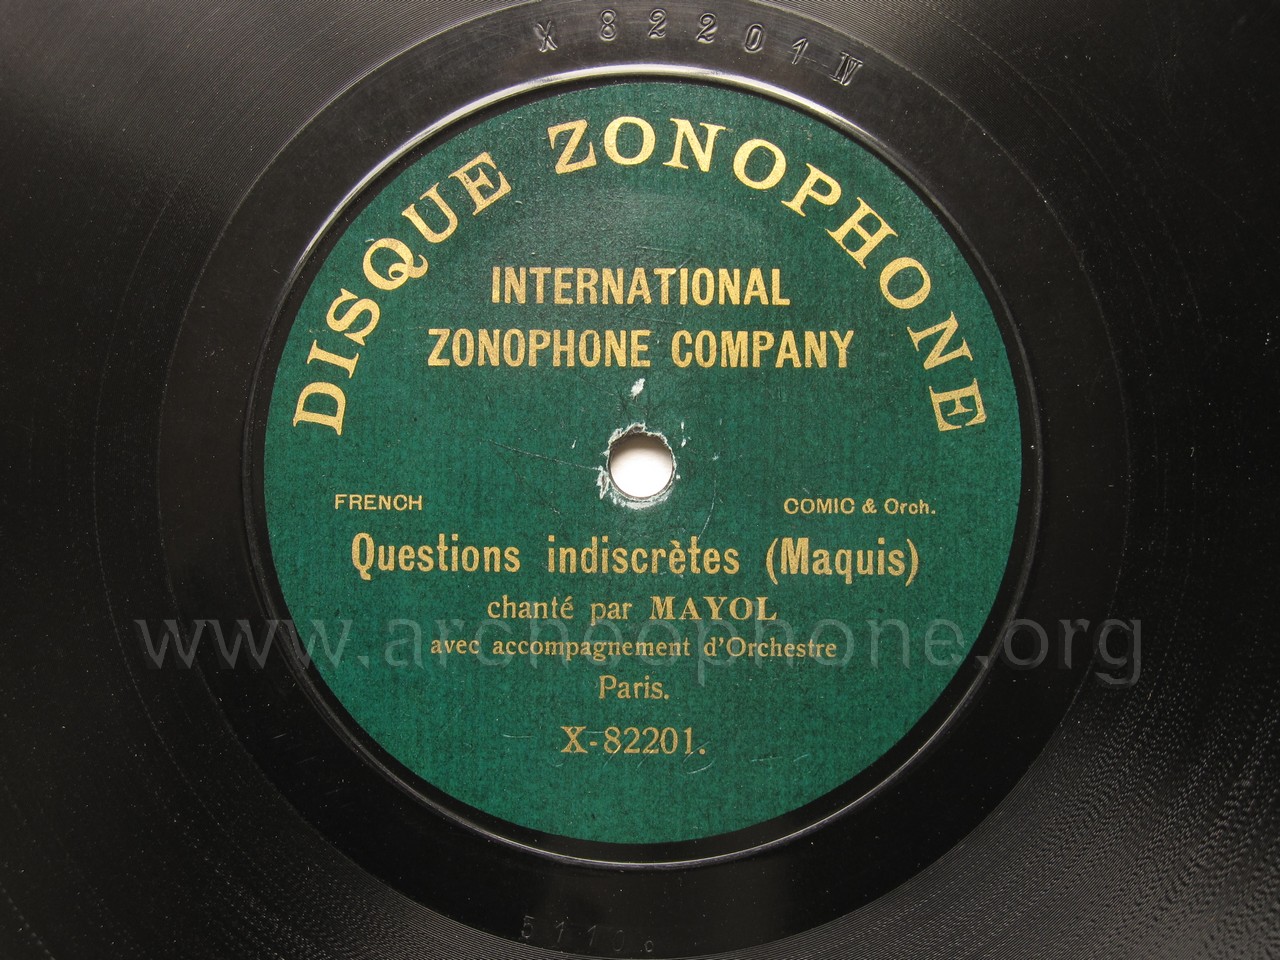 X 82201 IV
DISQUE ZONOPHONE
INTERNATIONAL
ZONOPHONE COMPANY
FRENCH COMIC & Orch.
Questions indiscrètes (Maquis)
chanté par MAYOL
www.archeophone.org
avec accompagnement d'Orchestre
Paris.
X-82201.